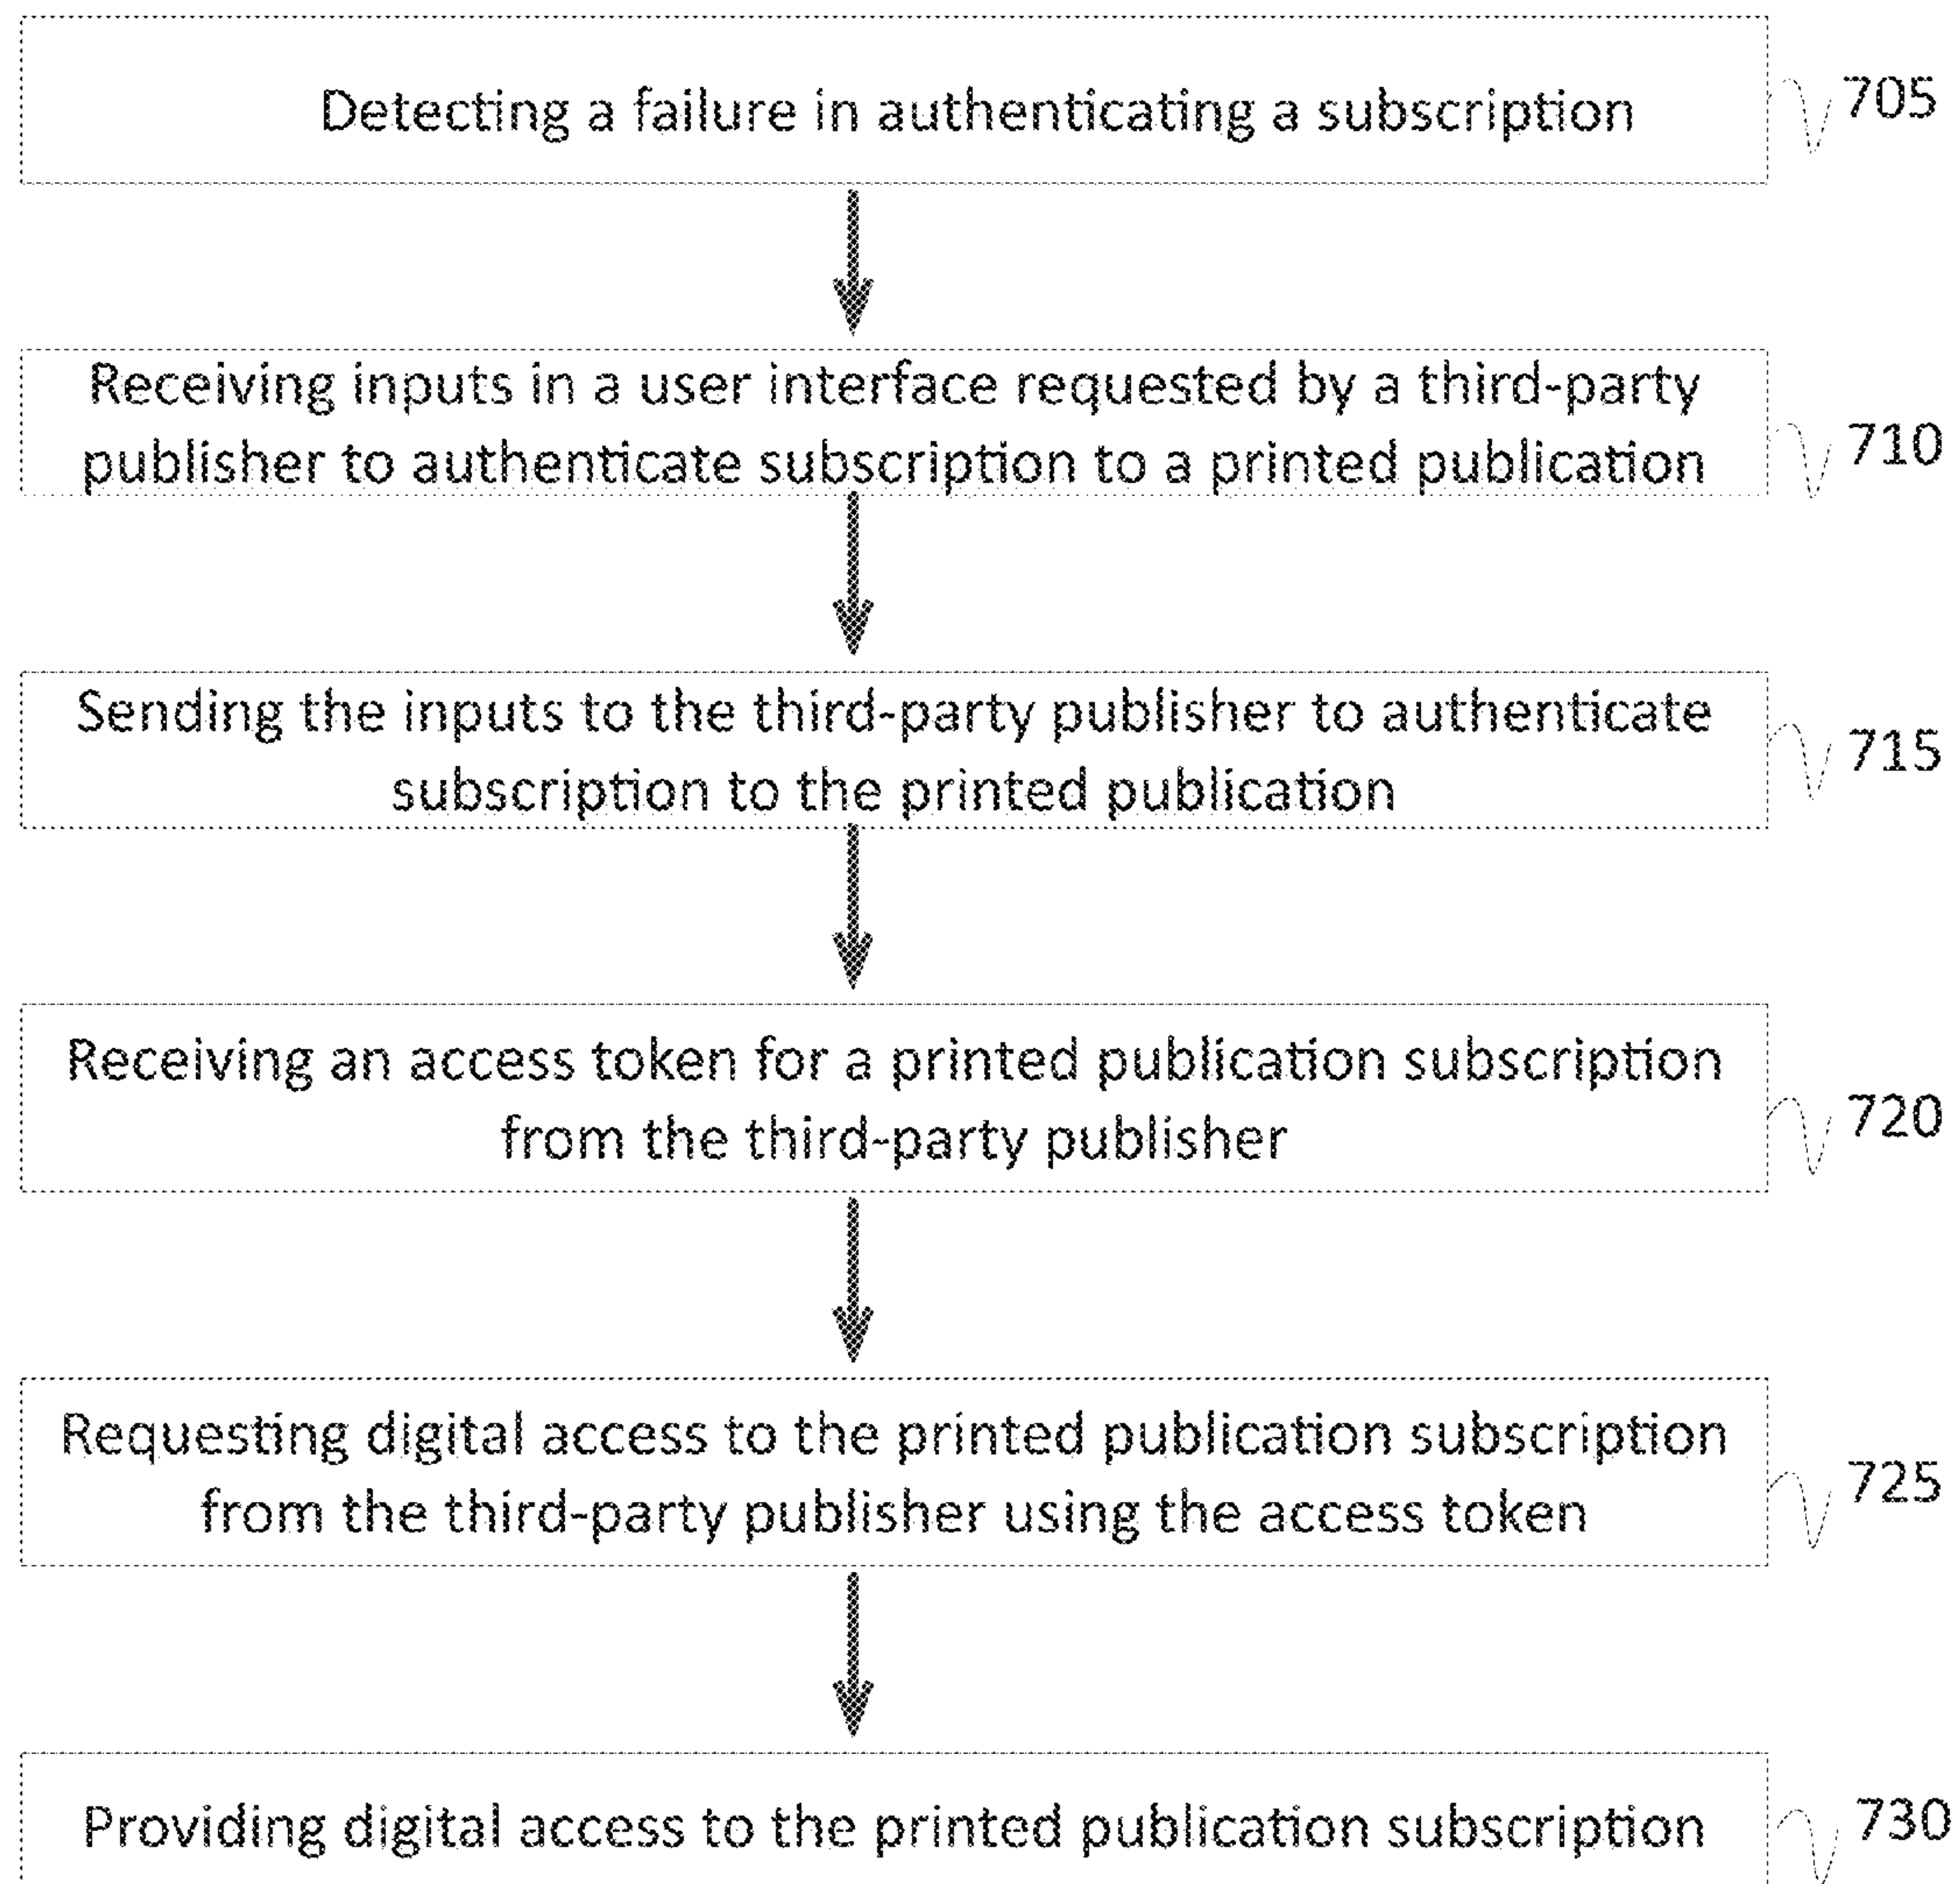 Detecting a failure in authenticating a subscription
705
Receiving inputs in a user interface requested by a third-party
publisher to authenticate subscription to a printed publication
710
Sending the inputs to the third-party publisher to authenticate
subscription to the printed publication
715
Receiving an access token for a printed publication subscription
from the third-party publisher
720
Requesting digital access to the printed publication subscription
from the third-party publisher using the access token
725
Providing digital access to the printed publication subscription
730